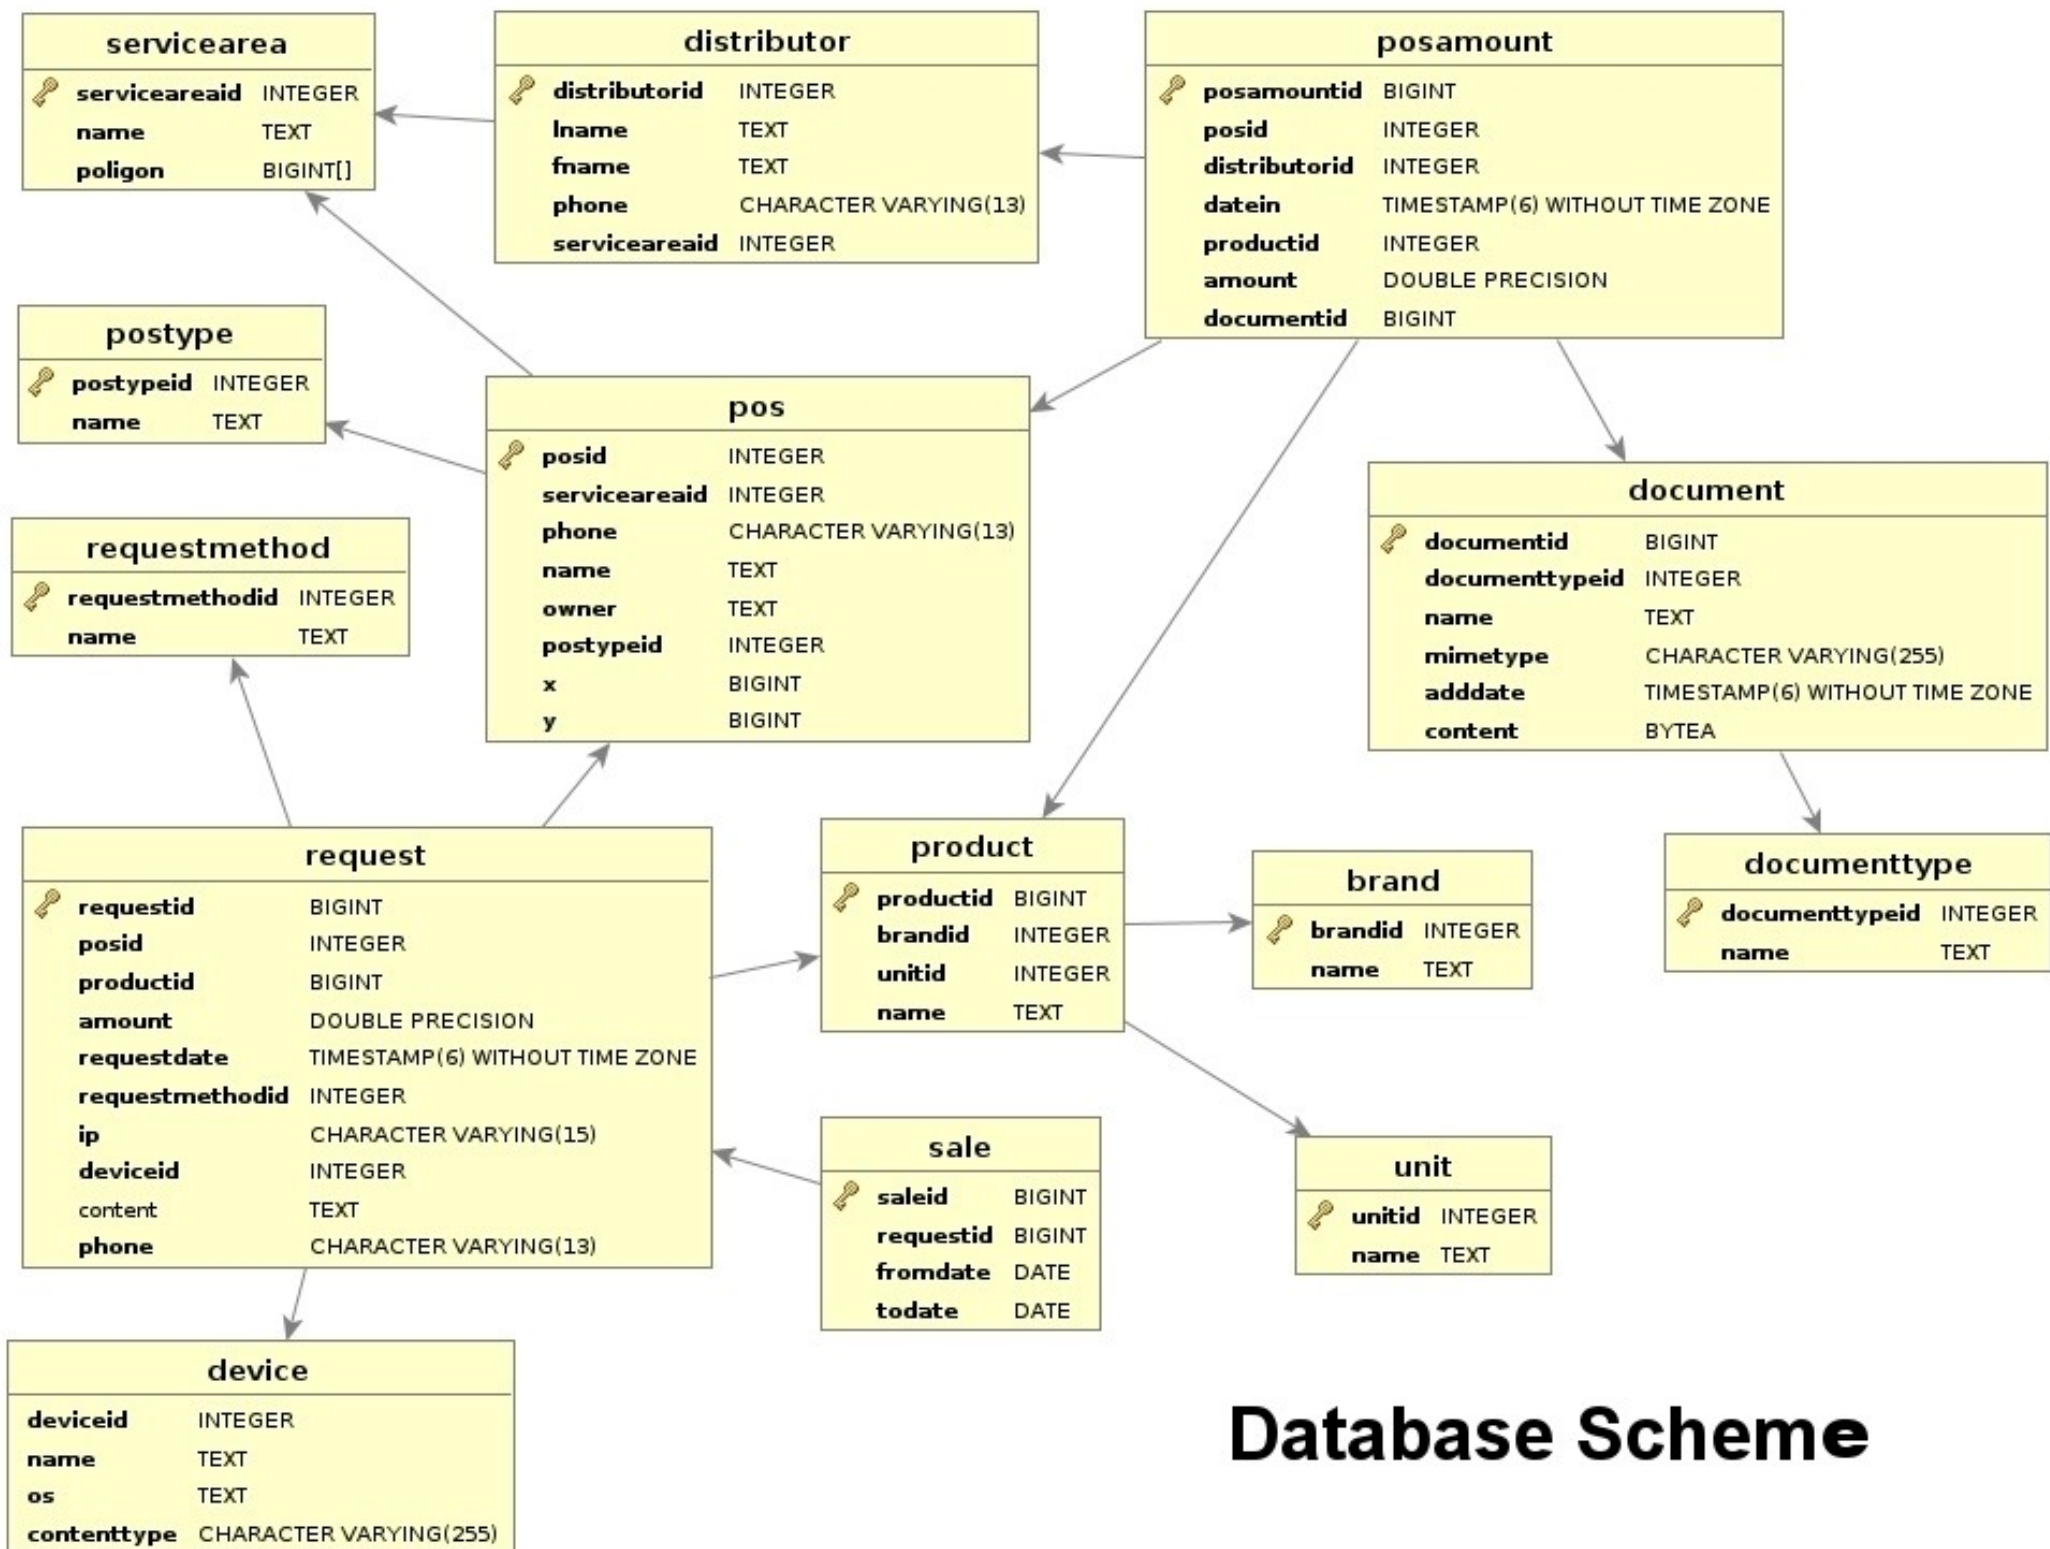 servicearea
serviceareaid INTEGER
name TEXT
poligon BIGINT[]
distributor
distributorid INTEGER
lname TEXT
fname TEXT
phone CHARACTER VARYING(13)
serviceareaid INTEGER
posamount
posamountid BIGINT
posid INTEGER
distributorid INTEGER
datein TIMESTAMP(6) WITHOUT TIME ZONE
productid INTEGER
amount DOUBLE PRECISION
documentid BIGINT
postype
postypeid INTEGER
name TEXT
pos
posid INTEGER
serviceareaid INTEGER
phone CHARACTER VARYING(13)
name TEXT
owner TEXT
postypeid INTEGER
x BIGINT
y BIGINT
document
documentid BIGINT
documenttypeid INTEGER
name TEXT
mimetype CHARACTER VARYING(255)
adddate TIMESTAMP(6) WITHOUT TIME ZONE
content BYTEA
requestmethod
requestmethodid INTEGER
name TEXT
request
requestid BIGINT
posid INTEGER
productid BIGINT
amount DOUBLE PRECISION
requestdate TIMESTAMP(6) WITHOUT TIME ZONE
requestmethodid INTEGER
ip CHARACTER VARYING(15)
deviceid INTEGER
content TEXT
phone CHARACTER VARYING(13)
product
productid BIGINT
brandid INTEGER
unitid INTEGER
name TEXT
brand
brandid INTEGER
name TEXT
documenttype
documenttypeid INTEGER
name TEXT
sale
saleid BIGINT
requestid BIGINT
fromdate DATE
todate DATE
unit
unitid INTEGER
name TEXT
device
deviceid INTEGER
name TEXT
os TEXT
contenttype CHARACTER VARYING(255)
Database Scheme